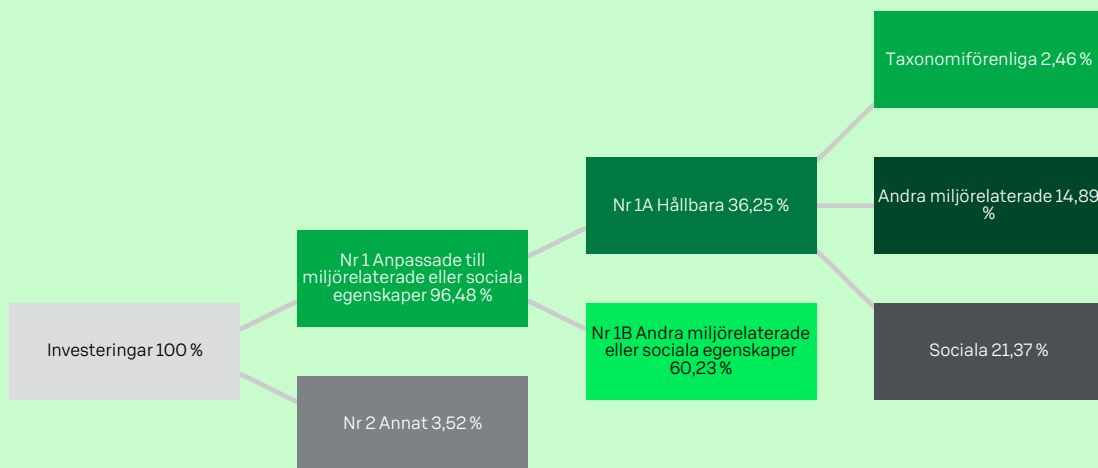 Investeringar 100 %
Nr 1 Anpassade till
miljörelaterade eller sociala
egenskaper 96,48 %
Nr 2 Annat 3,52 %
Nr 1A Hållbara 36,25 %
Nr 1B Andra miljörelaterade
eller sociala egenskaper
60,23 %
Taxonomiförenliga 2,46 %
Andra miljörelaterade 14,89
%
Sociala 21,37 %